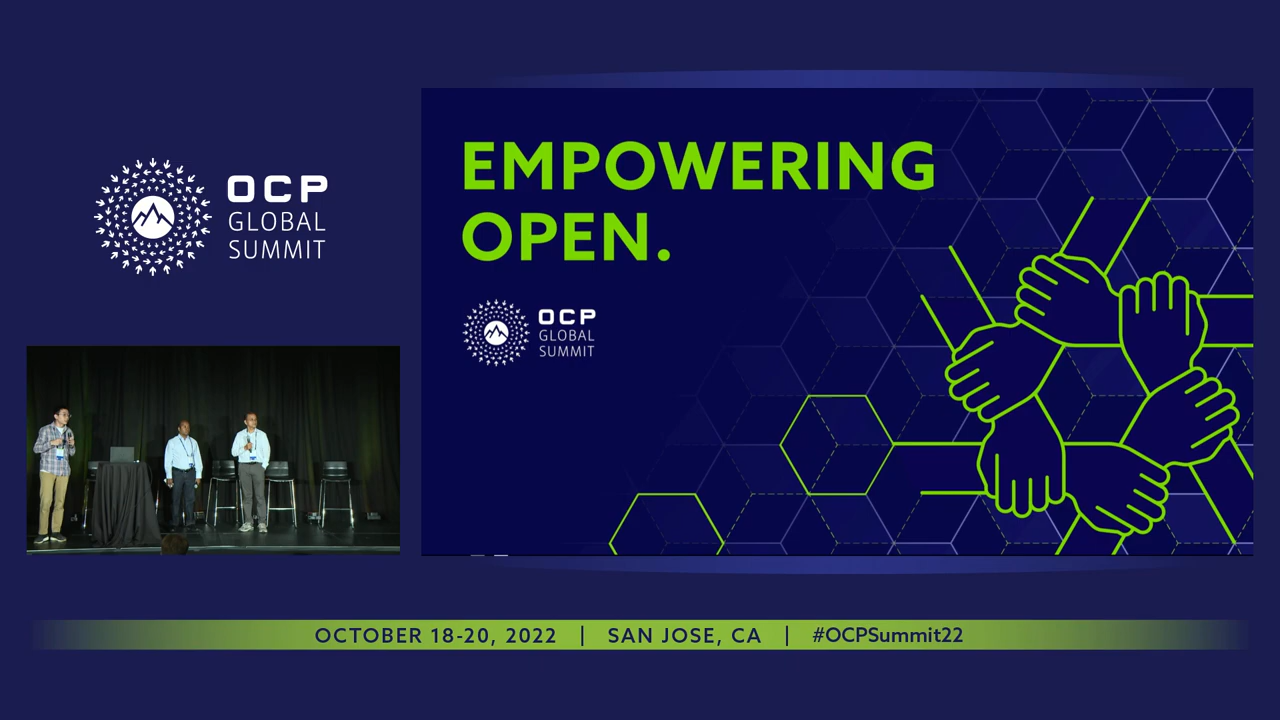 OCP
GLOBAL
SUMMIT
EMPOWERING
OPEN.
OCP
GLOBAL
SUMMIT
OCTOBER 18-20, 2022 | SAN JOSE, CA | #OCPSummit22